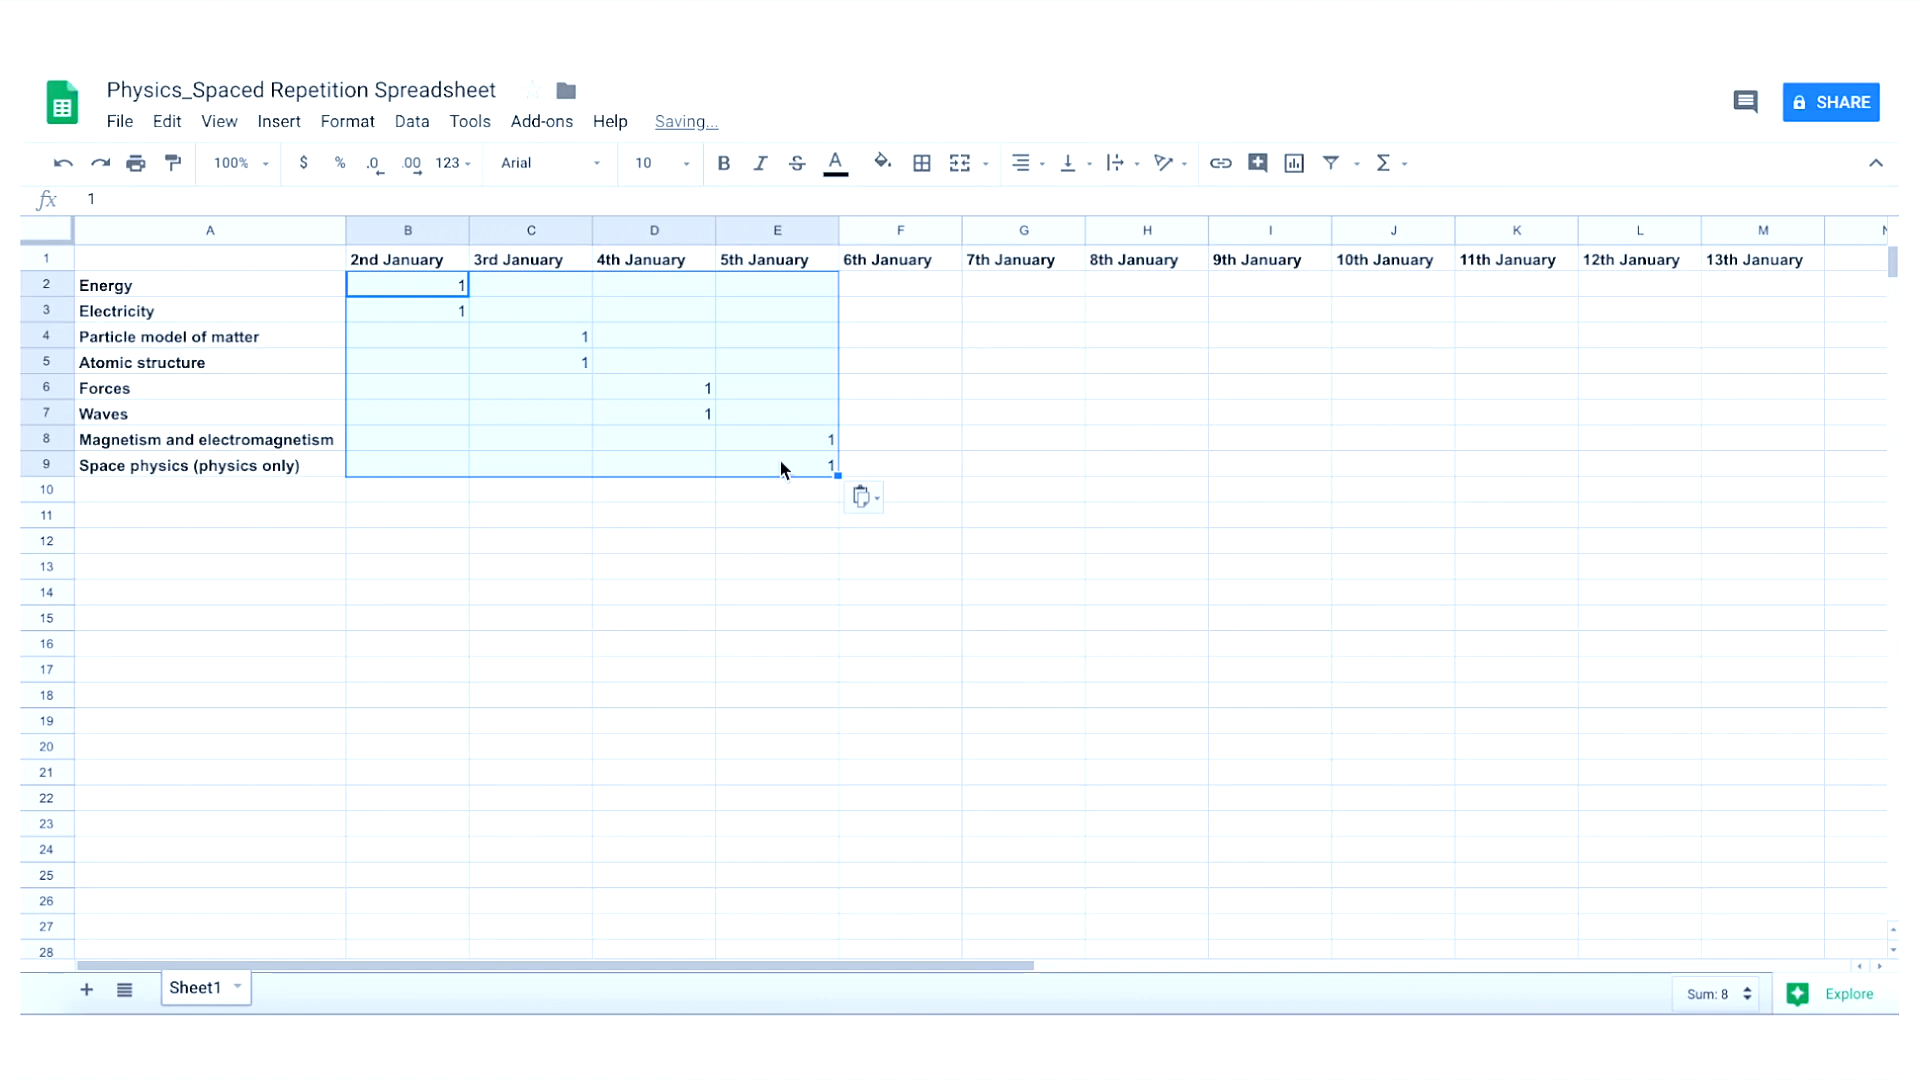 Physics_Spaced Repetition Spreadsheet
File Edit View Insert Format Data Tools Add-ons Help Saving...
SHARE
100% $ % .0 .00 123 Arial 10 B I S A Σ
fx 1
A B C D E F G H I J K L M
1 2nd January 3rd January 4th January 5th January 6th January 7th January 8th January 9th January 10th January 11th January 12th January 13th January
2 Energy 1
3 Electricity 1
4 Particle model of matter 1
5 Atomic structure 1
6 Forces 1
7 Waves 1
8 Magnetism and electromagnetism 1
9 Space physics (physics only) 1
10
11
12
13
14
15
16
17
18
19
20
21
22
23
24
25
26
27
28
+ Sheet1 Sum: 8 Explore